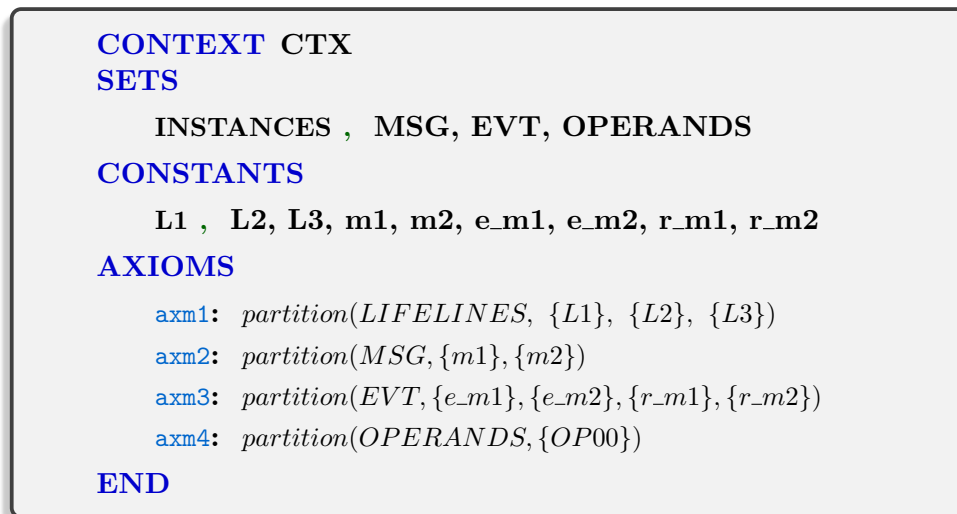 CONTEXT CTX
SETS
INSTANCES , MSG, EVT, OPERANDS
CONSTANTS
L1 , L2, L3, m1, m2, e_m1, e_m2, r_m1, r_m2
AXIOMS
axm1: partition(LIFELINES, {L1}, {L2}, {L3})
axm2: partition(MSG, {m1}, {m2})
axm3: partition(EVT, {e_m1}, {e_m2}, {r_m1}, {r_m2})
axm4: partition(OPERANDS, {OP00})
END